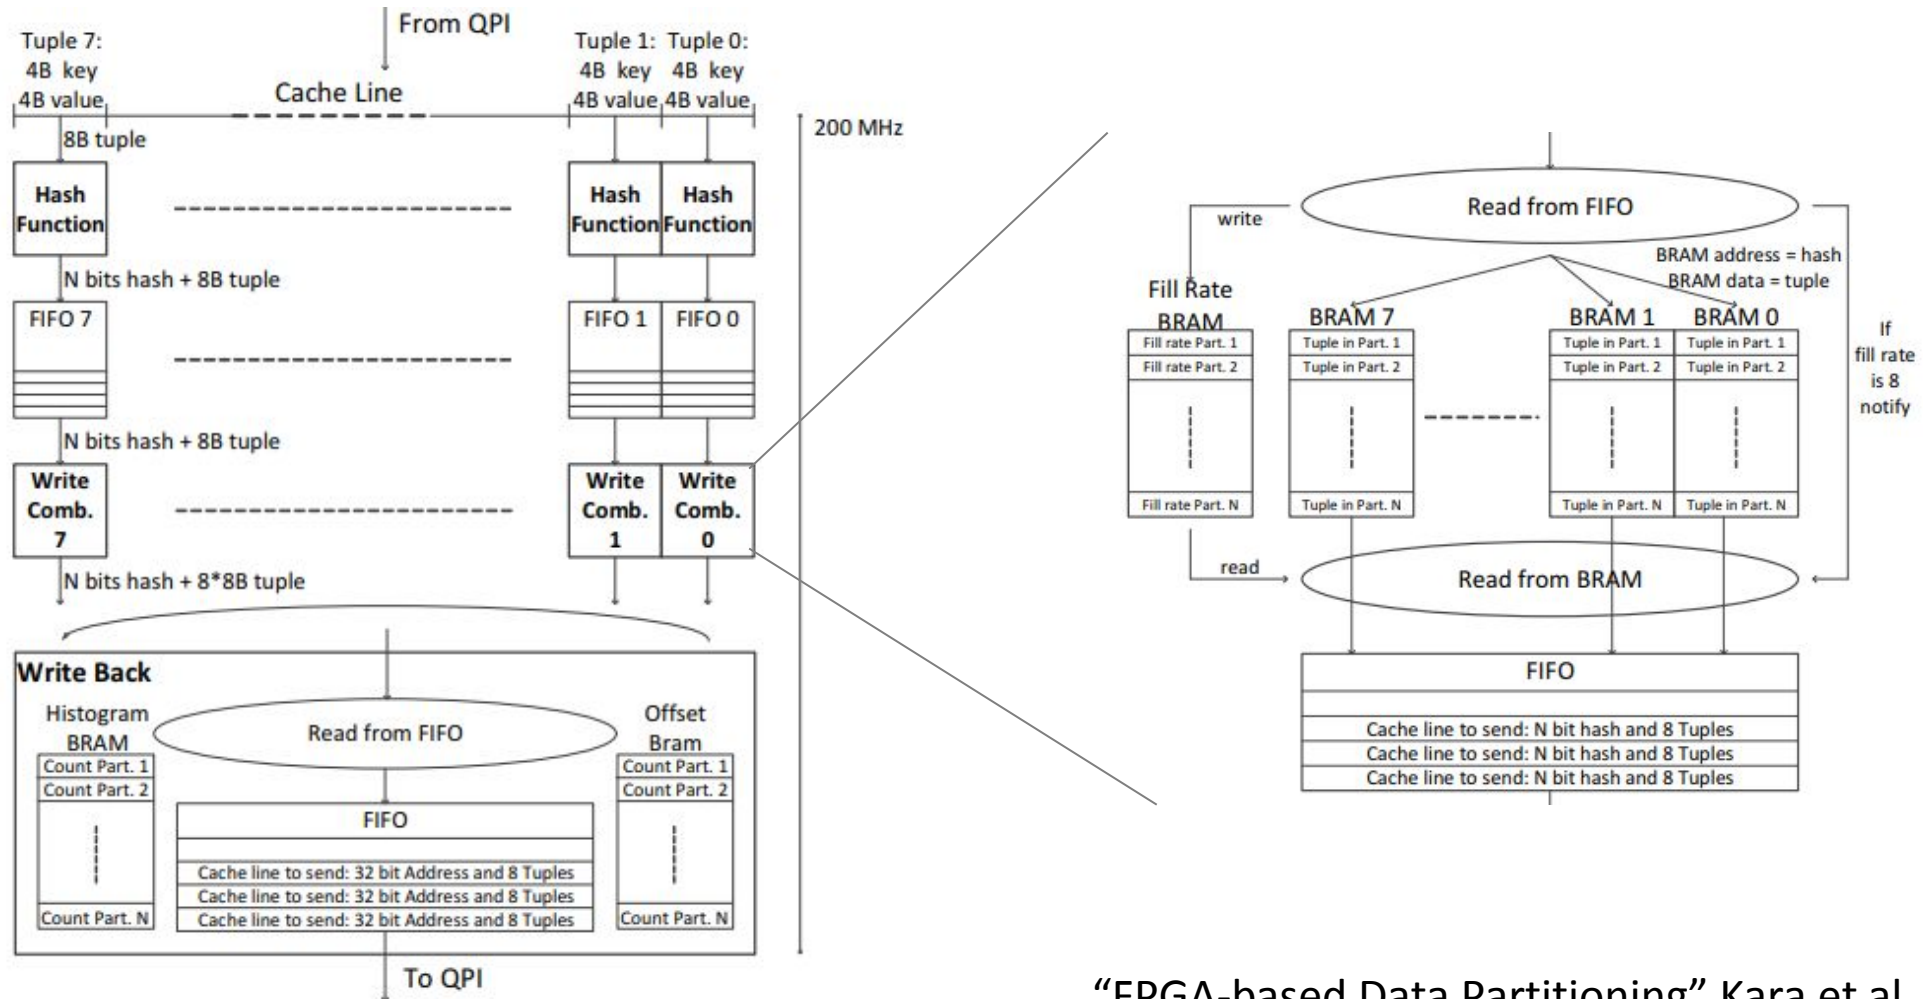 From QPI
Tuple 7:
4B key
4B value
Cache Line
Tuple 1:
4B key
4B value
Tuple 0:
4B key
4B value
200 MHz
8B tuple
Hash
Function
Hash
Function
Hash
Function
N bits hash + 8B tuple
FIFO 7
FIFO 1
FIFO 0
N bits hash + 8B tuple
Write
Comb.
7
Write
Comb.
1
Write
Comb.
0
N bits hash + 8*8B tuple
Write Back
Histogram
BRAM
Count Part. 1
Count Part. 2
Count Part. N
Read from FIFO
FIFO
Cache line to send: 32 bit Address and 8 Tuples
Cache line to send: 32 bit Address and 8 Tuples
Cache line to send: 32 bit Address and 8 Tuples
Offset
Bram
Count Part. 1
Count Part. 2
Count Part. N
To QPI
Read from FIFO
write
BRAM address = hash
BRAM data = tuple
Fill Rate
BRAM
Fill rate Part. 1
Fill rate Part. 2
Fill rate Part. N
BRAM 7
Tuple in Part. 1
Tuple in Part. 2
Tuple in Part. N
BRAM 1
Tuple in Part. 1
Tuple in Part. 2
Tuple in Part. N
BRAM 0
Tuple in Part. 1
Tuple in Part. 2
Tuple in Part. N
If
fill rate
is 8
notify
read
Read from BRAM
FIFO
Cache line to send: N bit hash and 8 Tuples
Cache line to send: N bit hash and 8 Tuples
Cache line to send: N bit hash and 8 Tuples
“FPGA-based Data Partitioning” Kara et al